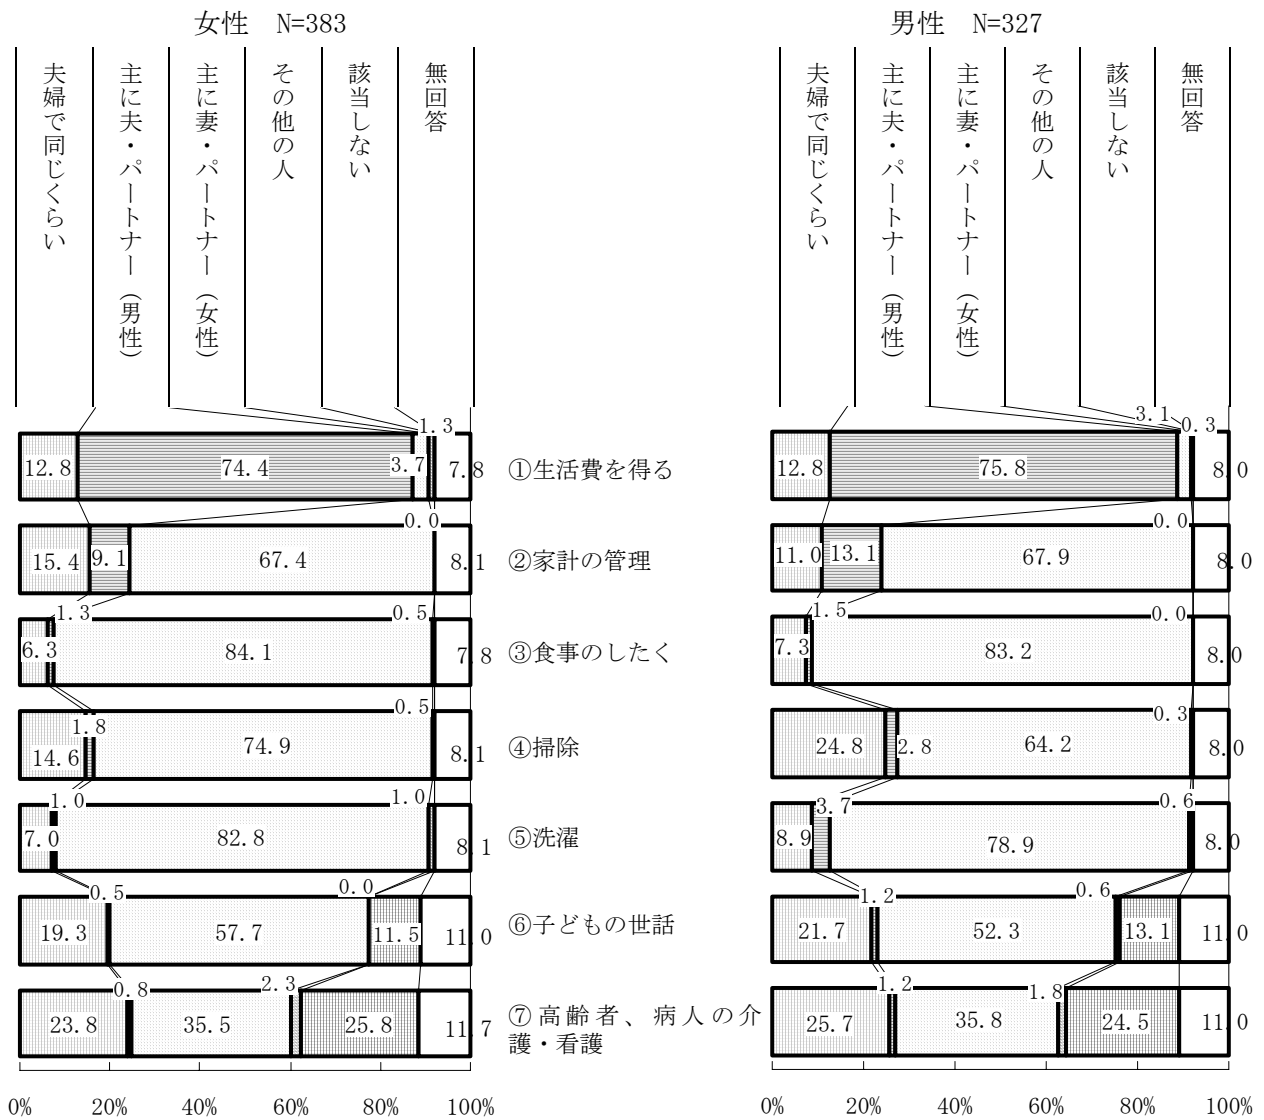 女性　N=383
男性　N=327
夫婦で同じくらい
主に夫・パートナー（男性）
主に妻・パートナー（女性）
その他の人
該当しない
無回答
夫婦で同じくらい
主に夫・パートナー（男性）
主に妻・パートナー（女性）
その他の人
該当しない
無回答
12.8 74.4 3.7 1.3 7.8
①生活費を得る
12.8 75.8 3.1 0.3 8.0
15.4 9.1 67.4 0.0 8.1
②家計の管理
11.0 13.1 67.9 0.0 8.0
6.3 1.3 84.1 0.5 7.8
③食事のしたく
7.3 1.5 83.2 0.0 8.0
14.6 1.8 74.9 0.5 8.1
④掃除
24.8 2.8 64.2 0.3 8.0
7.0 1.0 82.8 1.0 8.1
⑤洗濯
8.9 3.7 78.9 0.6 8.0
19.3 0.5 57.7 0.0 11.5 11.0
⑥子どもの世話
21.7 1.2 52.3 0.6 13.1 11.0
23.8 0.8 35.5 2.3 25.8 11.7
⑦高齢者、病人の介
護・看護
25.7 1.2 35.8 1.8 24.5 11.0
0% 20% 40% 60% 80% 100%
0% 20% 40% 60% 80% 100%